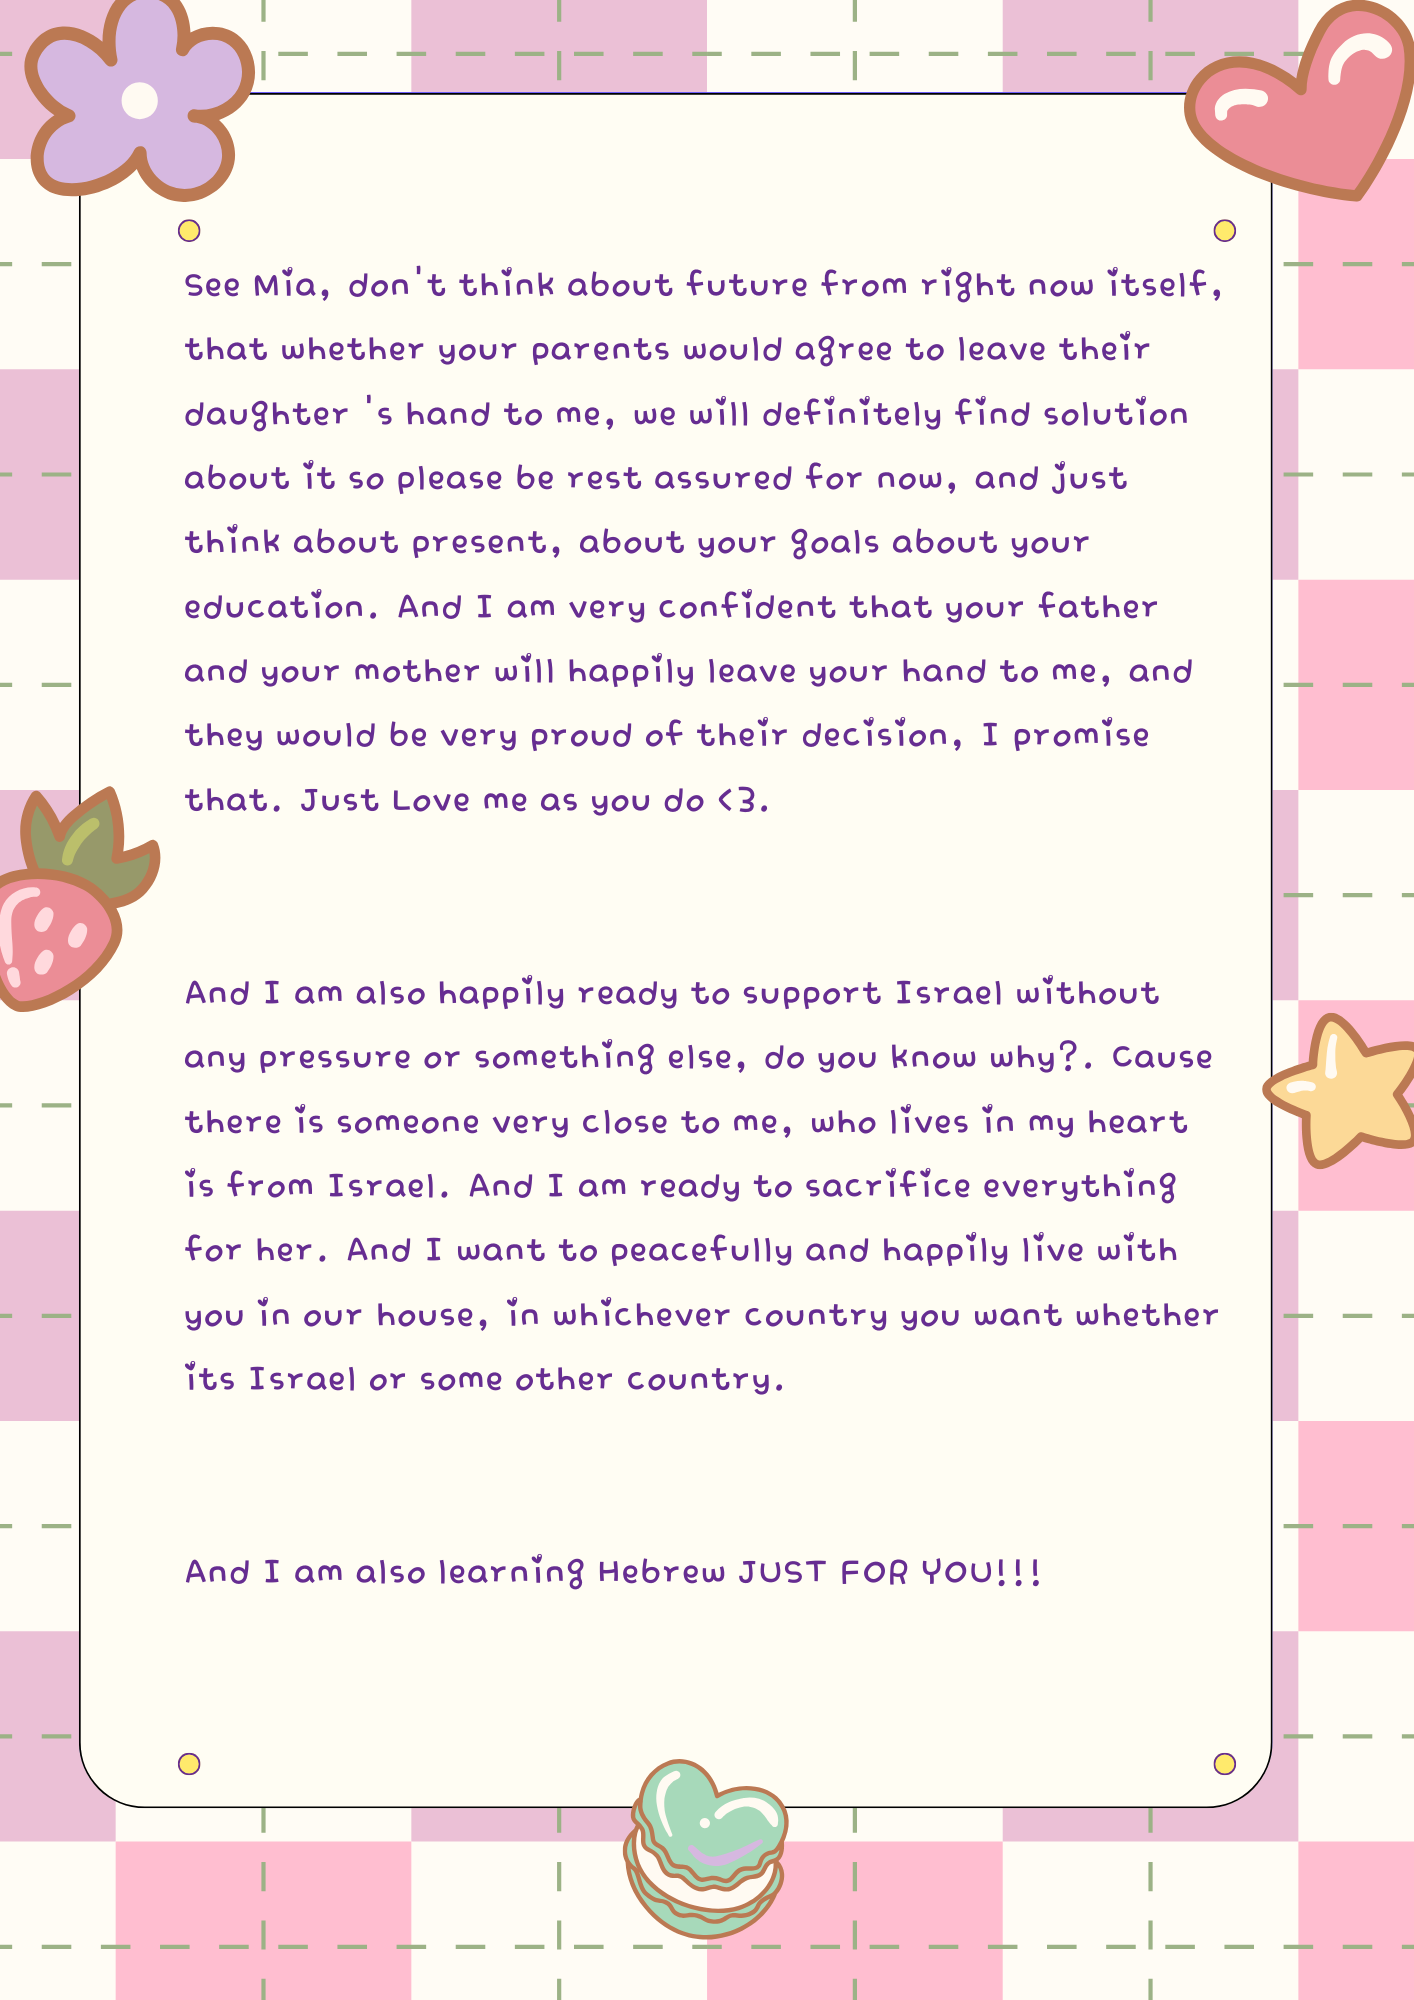 See Mia, don't think about future from right now itself,
that whether your parents would agree to leave their
daughter 's hand to me, we will definitely find solution
about it so please be rest assured for now, and just
think about present, about your goals about your
education. And I am very confident that your father
and your mother will happily leave your hand to me, and
they would be very proud of their decision, I promise
that. Just Love me as you do <3.
And I am also happily ready to support Israel without
any pressure or something else, do you know why?. Cause
there is someone very close to me, who lives in my heart
is from Israel. And I am ready to sacrifice everything
for her. And I want to peacefully and happily live with
you in our house, in whichever country you want whether
its Israel or some other country.
And I am also learning Hebrew JUST FOR YOU!!!